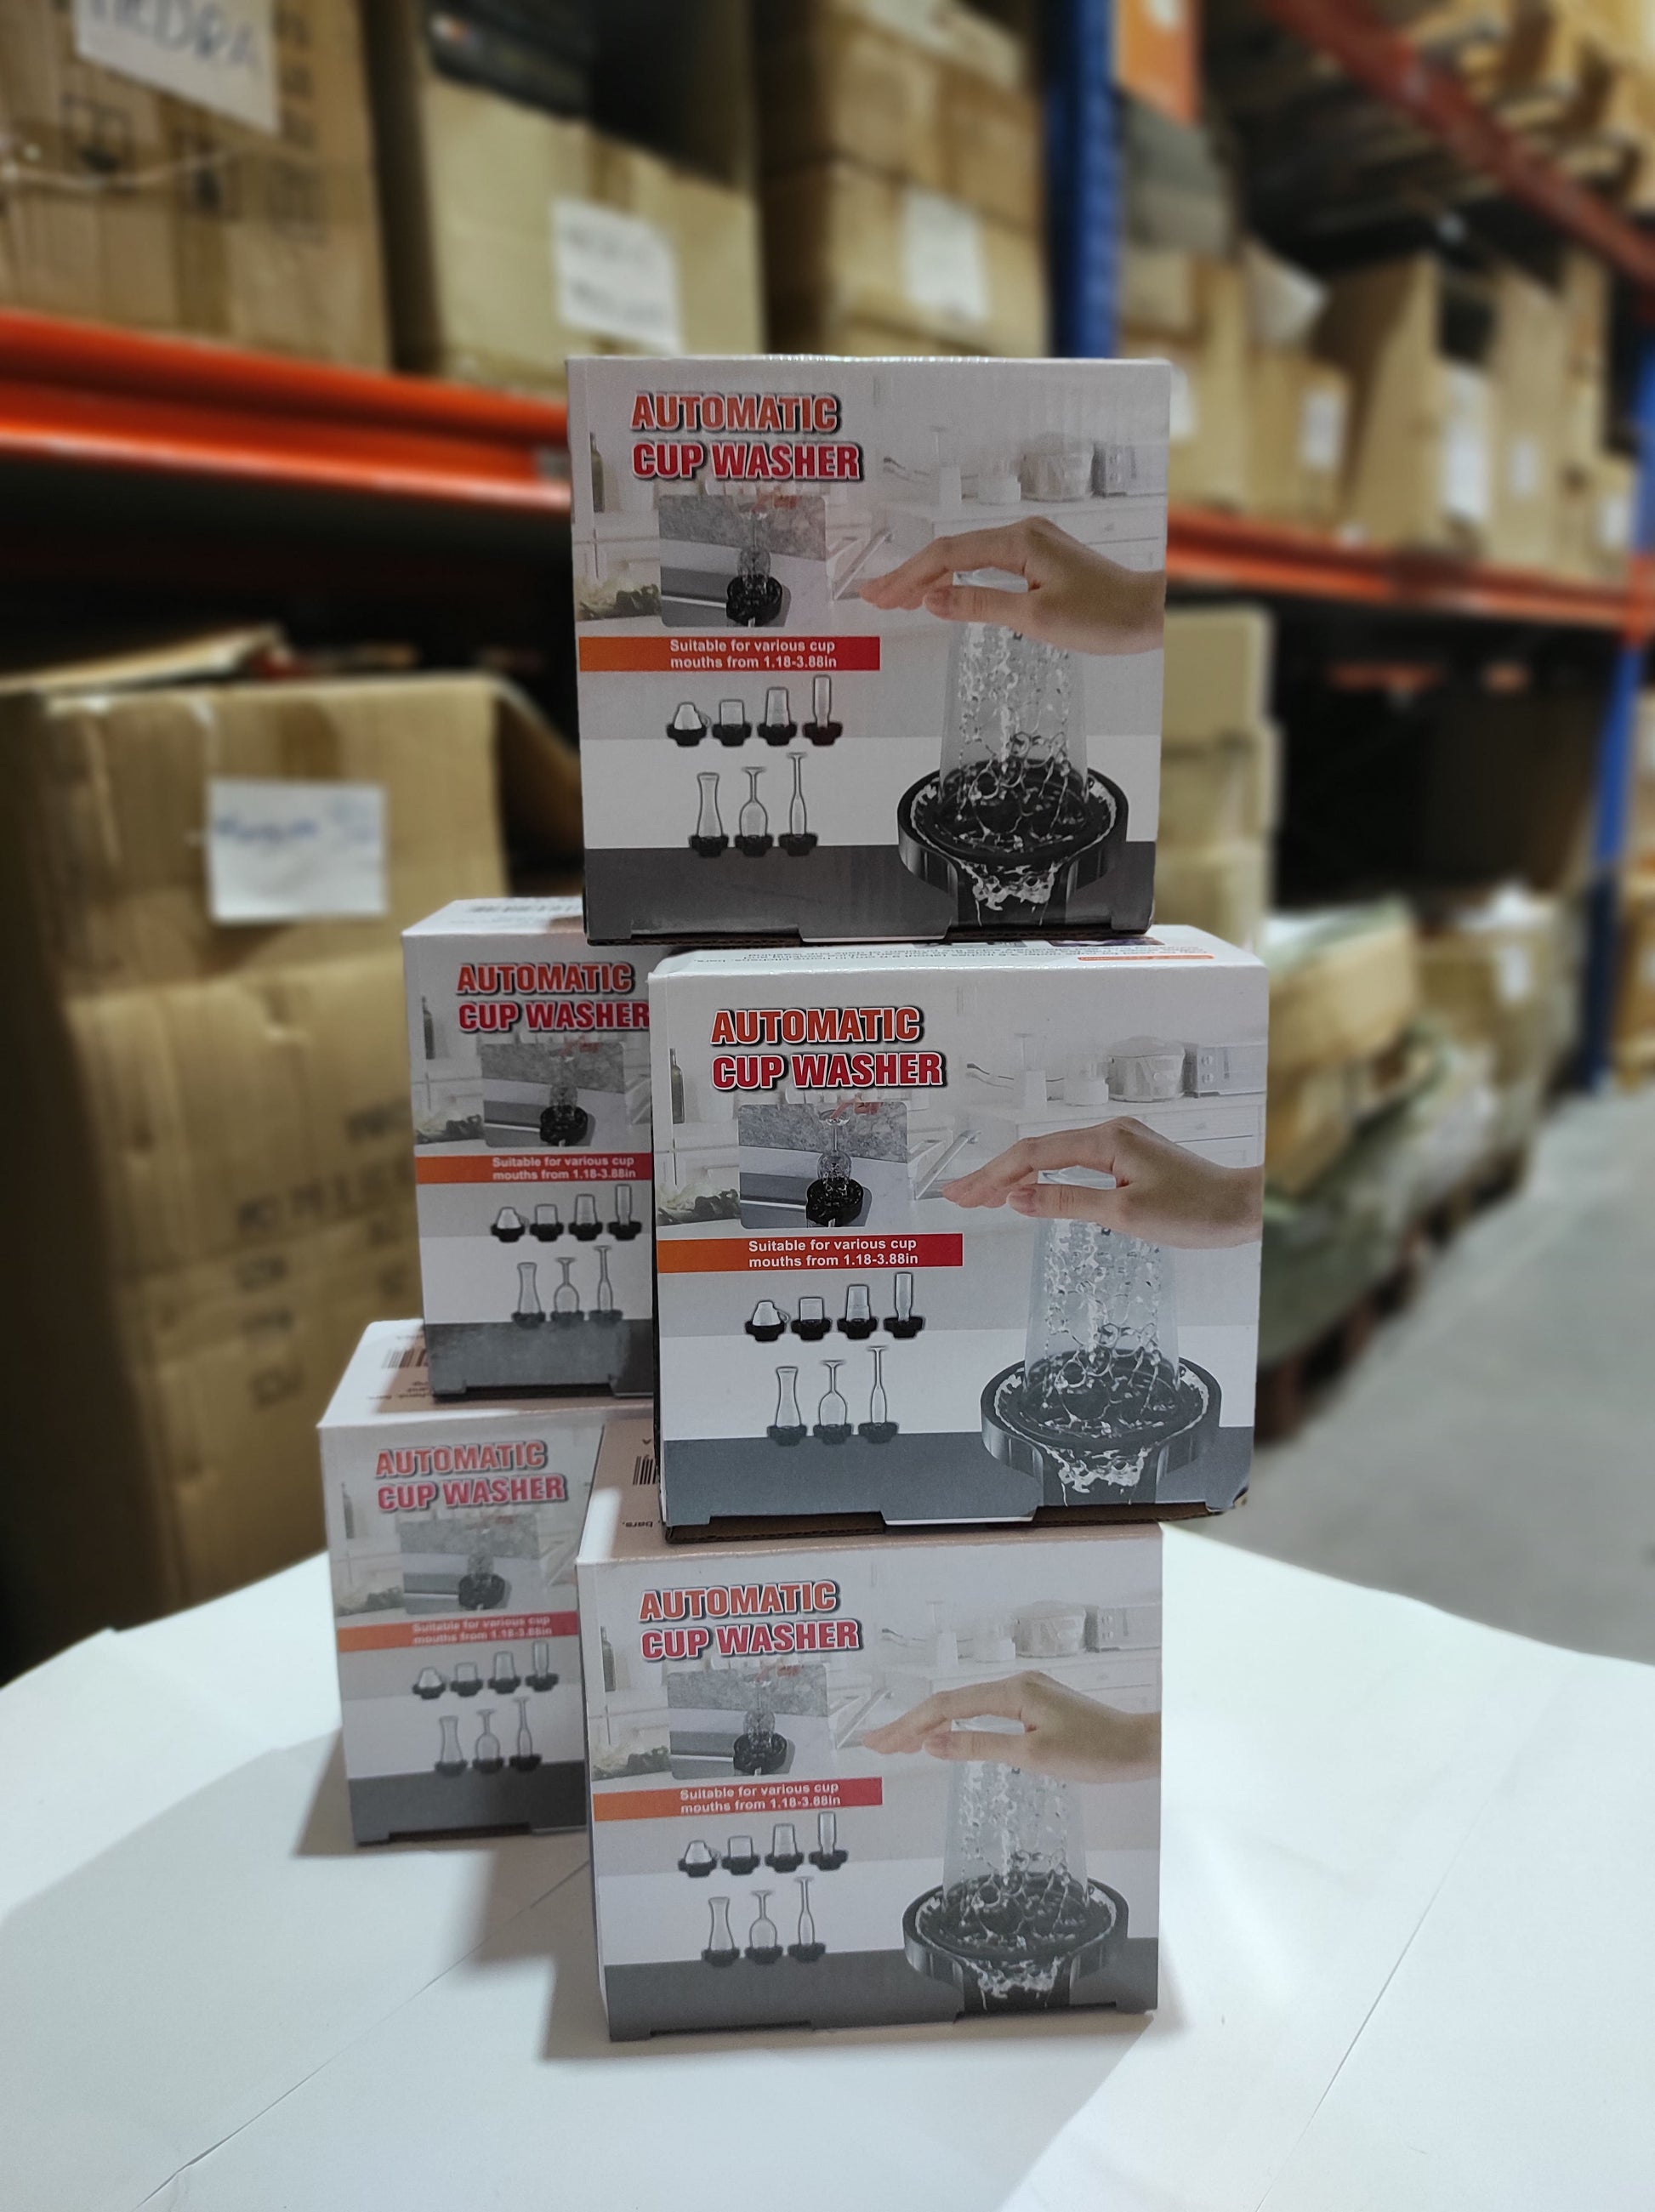 AUTOMATIC
CUP WASHER
Suitable for various cup
mouths from 1.18-3.88in
AUTOMATIC
CUP WASHER
Suitable for various cup
mouths from 1.18-3.88in
AUTOMATIC
CUP WASHER
Suitable for various cup
mouths from 1.18-3.88in
AUTOMATIC
CUP WASHER
Suitable for various cup
mouths from 1.18-3.88in
AUTOMATIC
CUP WASHER
Suitable for various cup
mouths from 1.18-3.88in